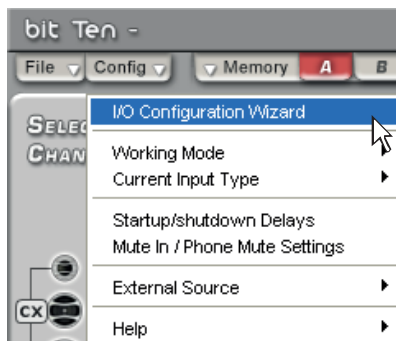 bit Ten -
File Config Memory A B
SELEC
CHAN
I/O Configuration Wizard
Working Mode
Current Input Type
Startup/shutdown Delays
Mute In / Phone Mute Settings
External Source
Help
CX